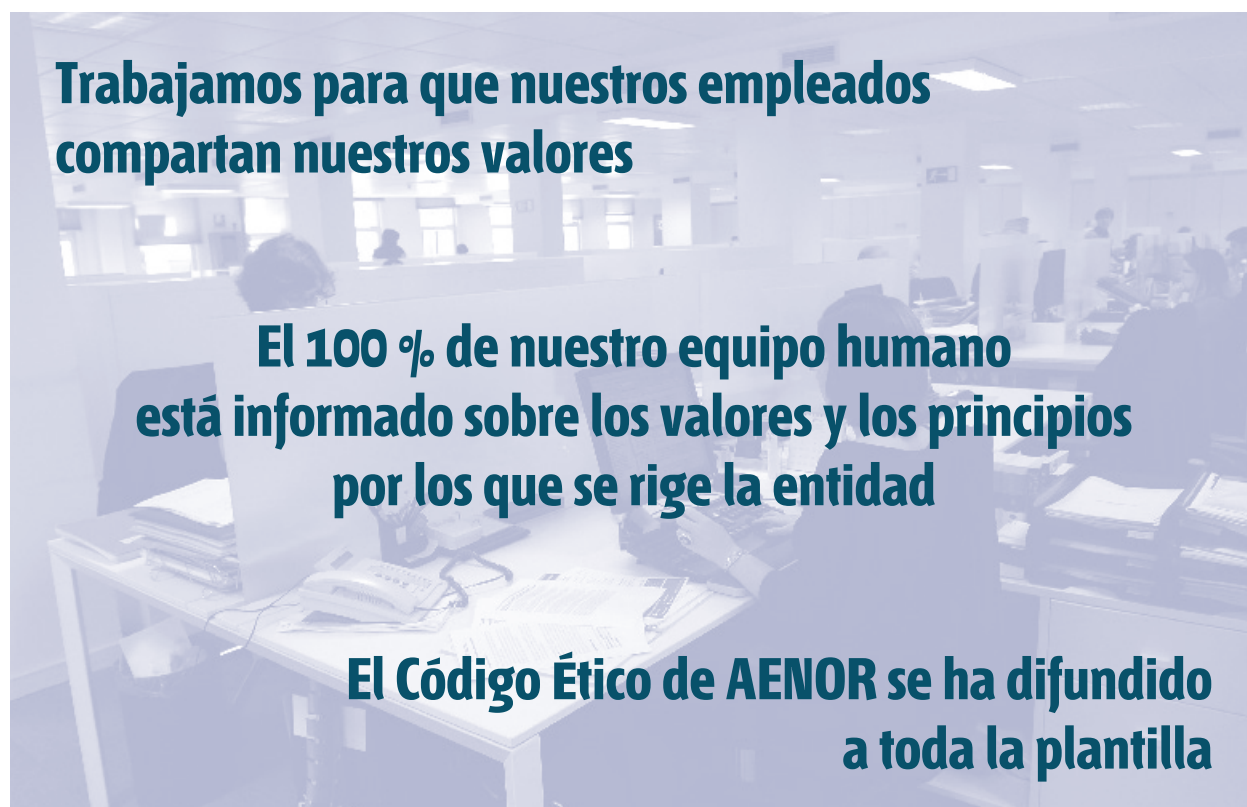 Trabajamos para que nuestros empleados
compartan nuestros valores
El 100 % de nuestro equipo humano
está informado sobre los valores y los principios
por los que se rige la entidad
El Código Ético de AENOR se ha difundido
a toda la plantilla